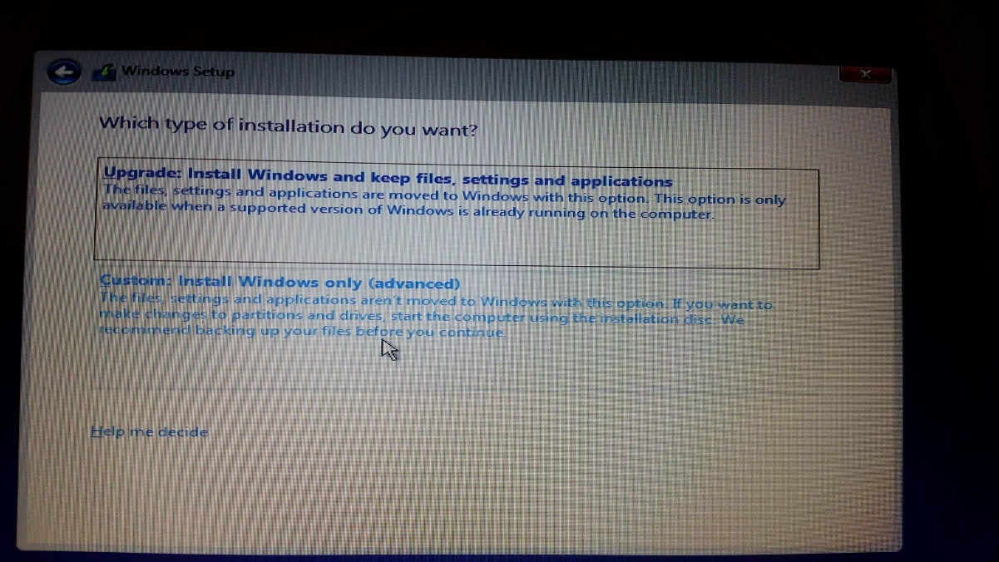 Windows Setup
Which type of installation do you want?
Upgrade: Install Windows and keep files, settings and applications
The files, settings and applications are moved to Windows with this option. This option is only
available when a supported version of Windows is already running on the computer.
Custom: Install Windows only (advanced)
The files, settings and applications aren't moved to Windows with this option. If you want to
make changes to partitions and drives, start the computer using the installation disc. We
recommend backing up your files before you continue.
Help me decide